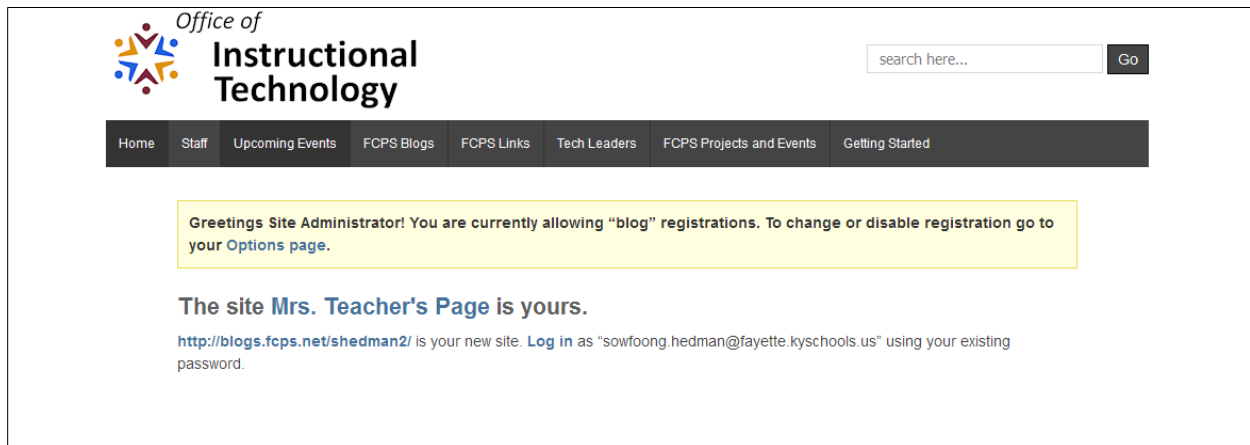 Office of
Instructional
Technology
search here... Go
Home Staff Upcoming Events FCPS Blogs FCPS Links Tech Leaders FCPS Projects and Events Getting Started
Greetings Site Administrator! You are currently allowing “blog” registrations. To change or disable registration go to
your Options page.
The site Mrs. Teacher's Page is yours.
http://blogs.fcps.net/shedman2/ is your new site. Log in as “sowfoong.hedman@fayette.kyschools.us” using your existing
password.